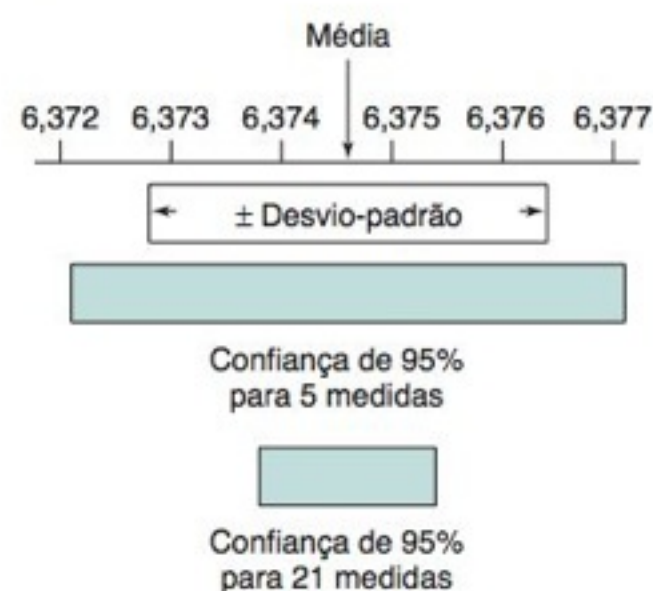 Média
6,372 6,373 6,374 6,375 6,376 6,377
± Desvio-padrão
Confiança de 95%
para 5 medidas
Confiança de 95%
para 21 medidas